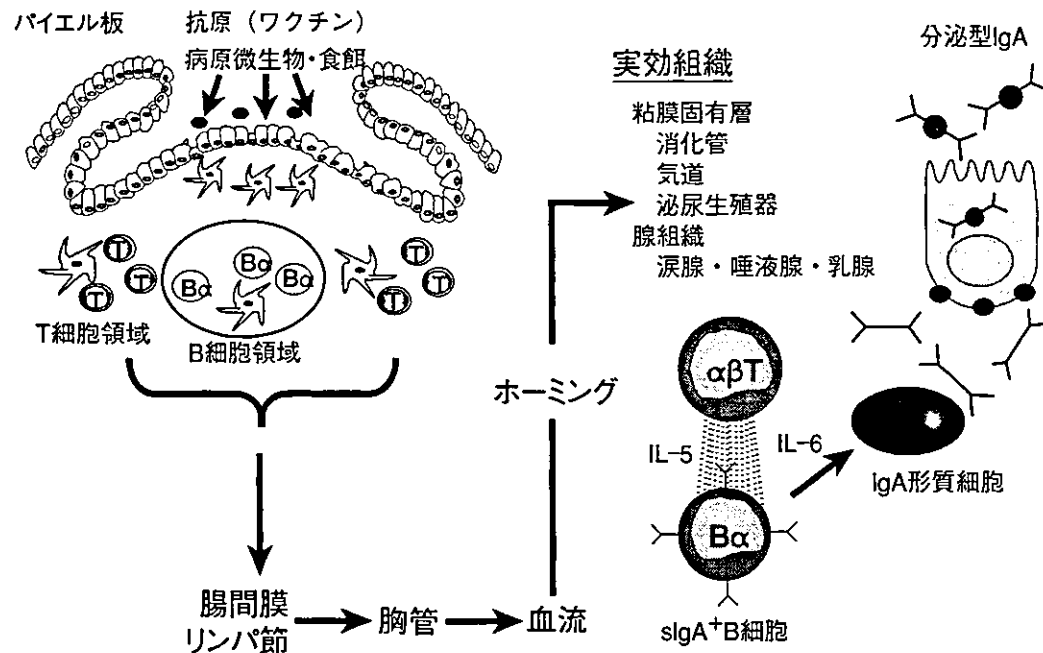 パイエル板
抗原（ワクチン）
病原微生物・食餌
T
T
T
Bα
Bα
Bα
T
T
T
T細胞領域
B細胞領域
腸間膜
リンパ節
胸管
血流
ホーミング
実効組織
粘膜固有層
消化管
気道
泌尿生殖器
腺組織
涙腺・唾液腺・乳腺
分泌型IgA
αβT
IL-5
IL-6
Bα
sIgA+B細胞
IgA形質細胞